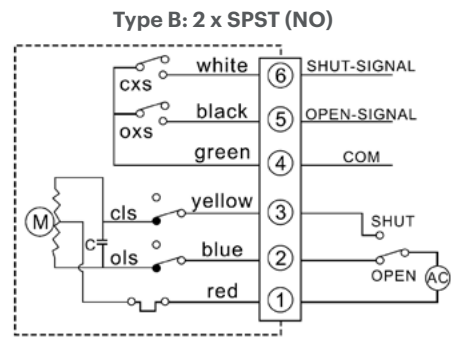 Type B: 2 x SPST (NO)
white 6 SHUT-SIGNAL
cxs
black 5 OPEN-SIGNAL
oxs
green 4 COM
cls yellow 3 SHUT
M
C
ols blue 2 OPEN
AC
red 1